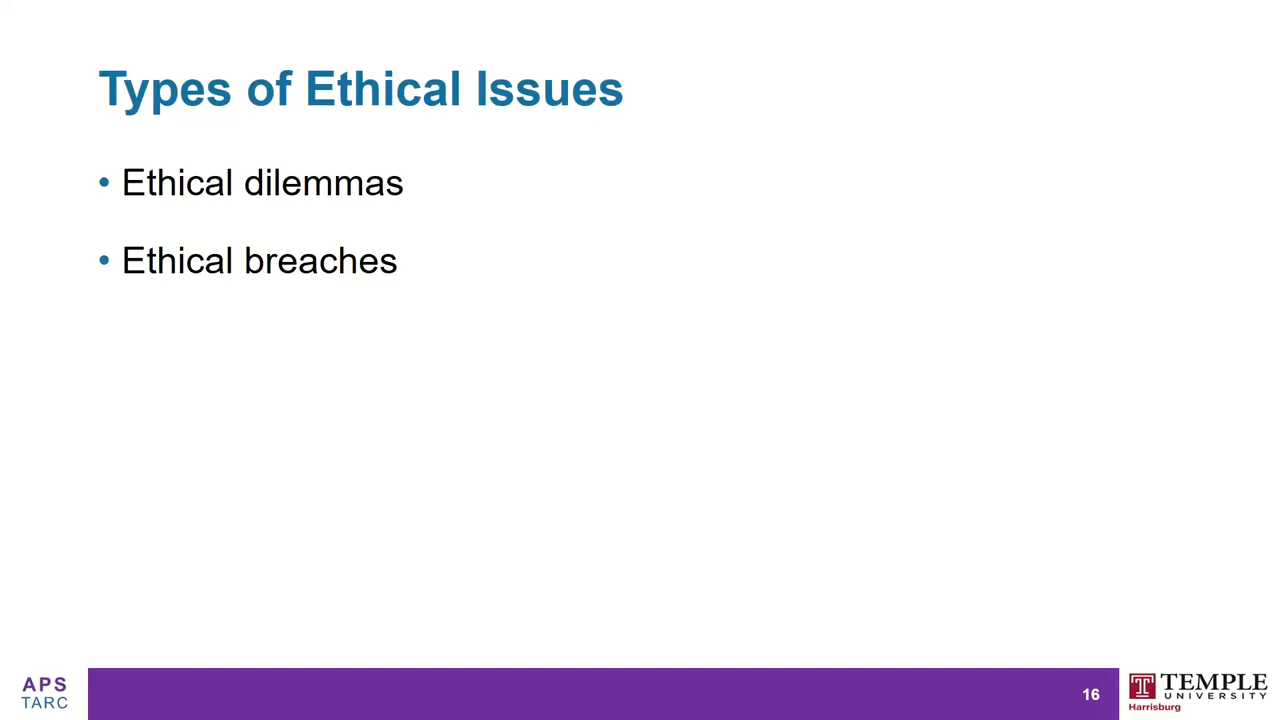 Types of Ethical Issues
• Ethical dilemmas
• Ethical breaches
APS
TARC
16
TEMPLE
UNIVERSITY
Harrisburg